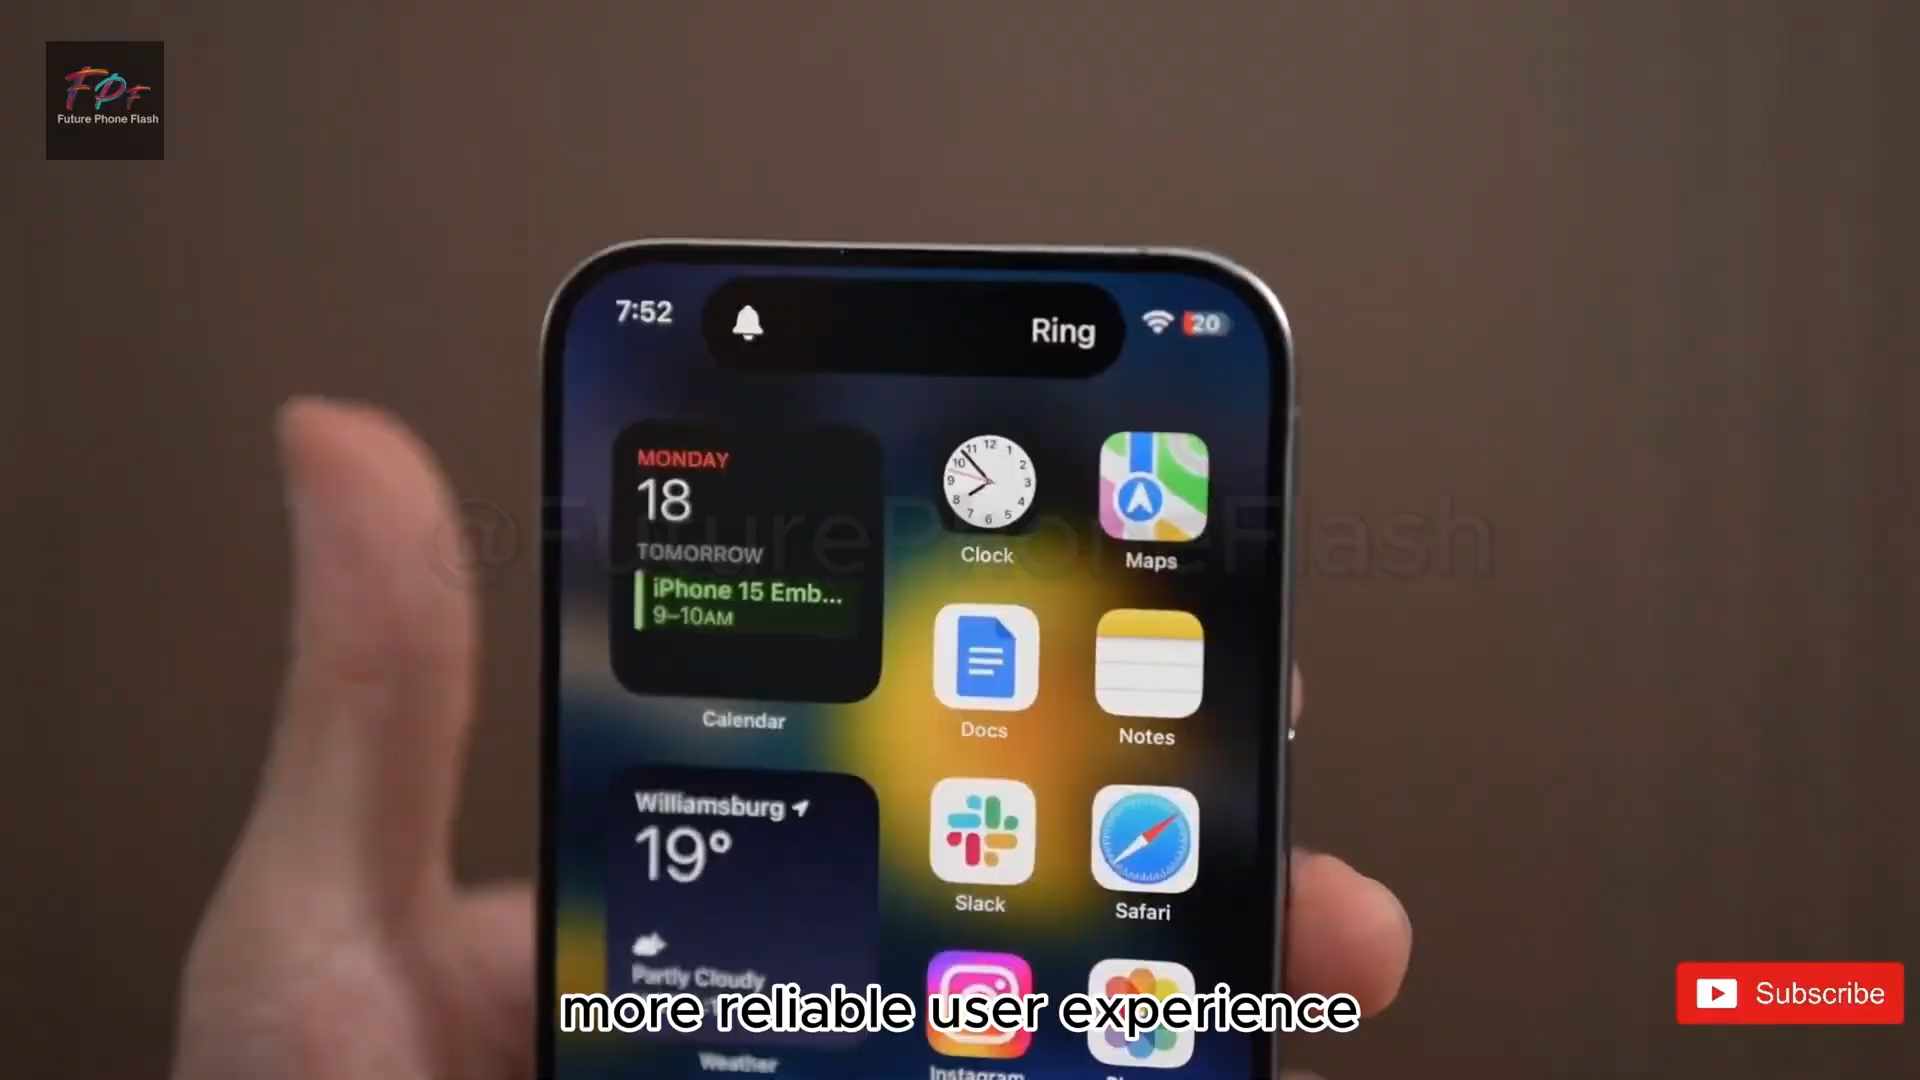 FPF
Future Phone Flash
7:52
Ring
20
MONDAY
18
TOMORROW
iPhone 15 Emb...
9–10AM
Calendar
Clock
Maps
@FuturePhoneFlash
Docs
Notes
Williamsburg
19°
Partly Cloudy
Weather
Slack
Safari
Instagram
more reliable user experience
Subscribe